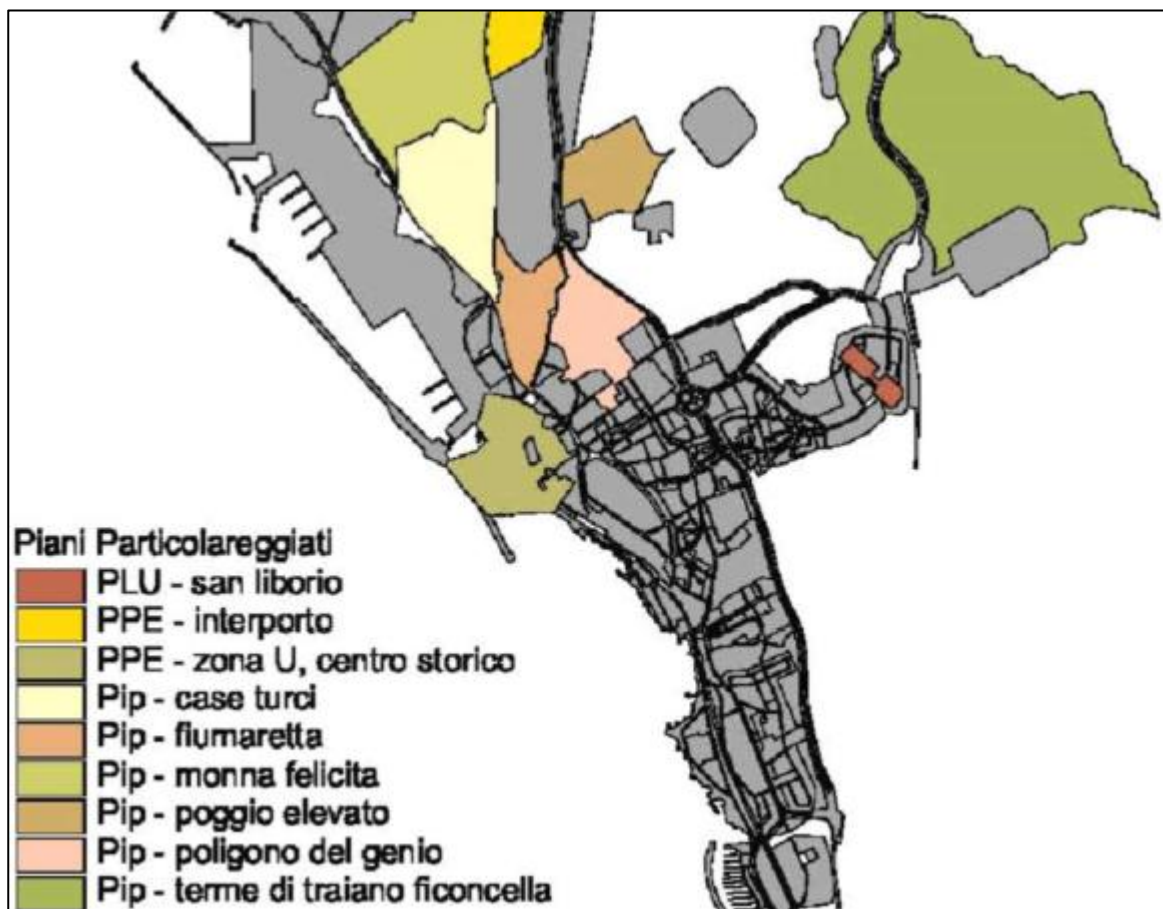 Piani Particolareggiati
PLU - san liborio
PPE - interporto
PPE - zona U, centro storico
Pip - case turci
Pip - fiumaretta
Pip - monna felicita
Pip - poggio elevato
Pip - poligono del genio
Pip - terme di traiano ficoncella